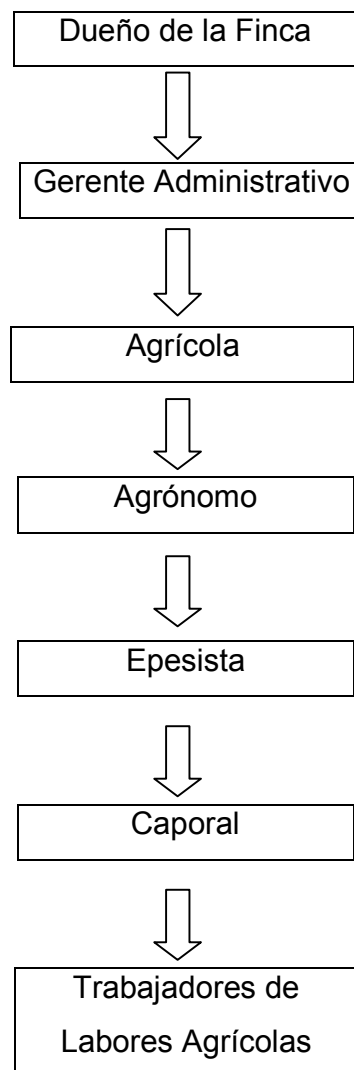 Dueño de la Finca
Gerente Administrativo
Agrícola
Agrónomo
Epesista
Caporal
Trabajadores de
Labores Agrícolas